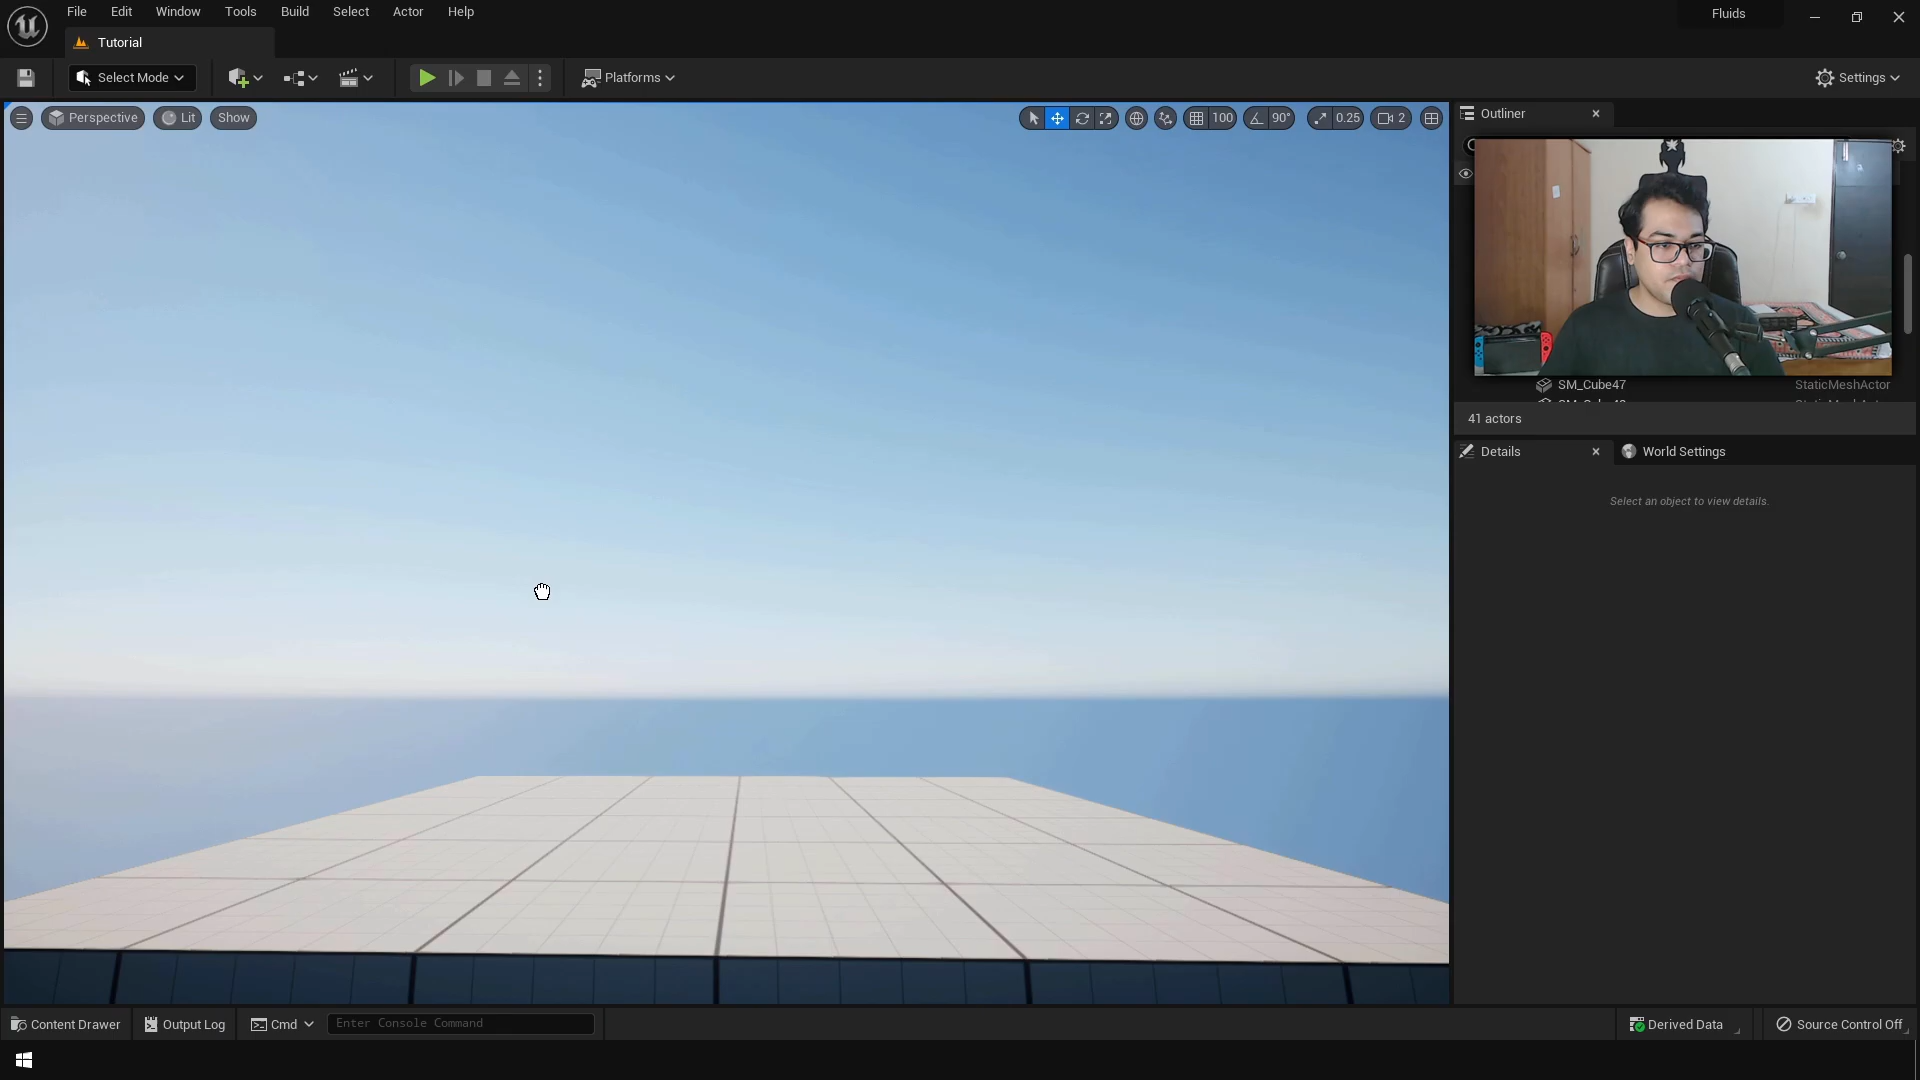 File Edit Window Tools Build Select Actor Help
Fluids
Tutorial
Select Mode
Platforms
Settings
Perspective
Lit
Show
100
90°
0.25
2
Outliner
SM_Cube47 StaticMeshActor
41 actors
Details
World Settings
Select an object to view details.
Content Drawer
Output Log
Cmd
Enter Console Command
Derived Data
Source Control Off